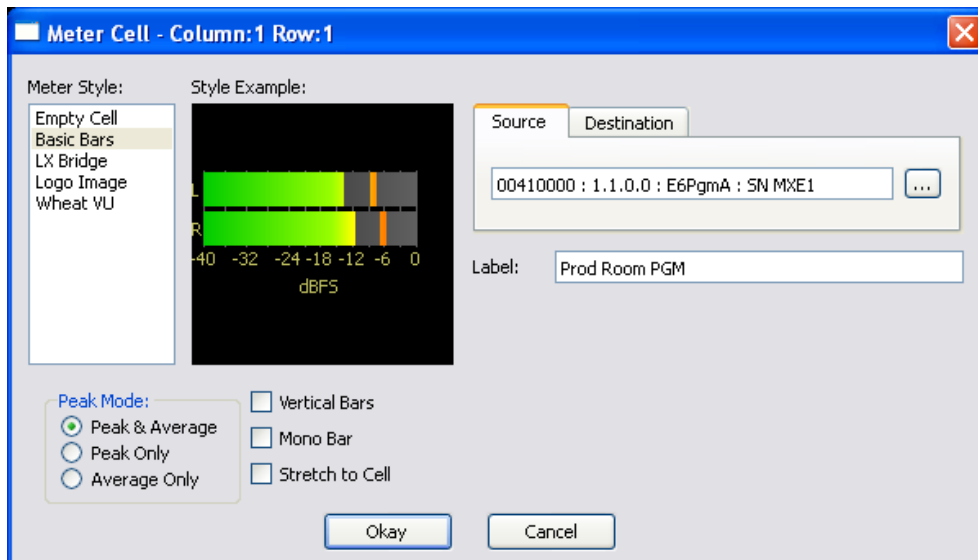 Meter Cell - Column:1 Row:1
Meter Style:
Empty Cell
Basic Bars
LX Bridge
Logo Image
Wheat VU
Style Example:
L
R
-40 -32 -24 -18 -12 -6 0
dBFS
Source
Destination
00410000 : 1.1.0.0 : E6PgmA : SN MXE1
...
Label:
Prod Room PGM
Peak Mode:
Peak & Average
Peak Only
Average Only
Vertical Bars
Mono Bar
Stretch to Cell
Okay
Cancel